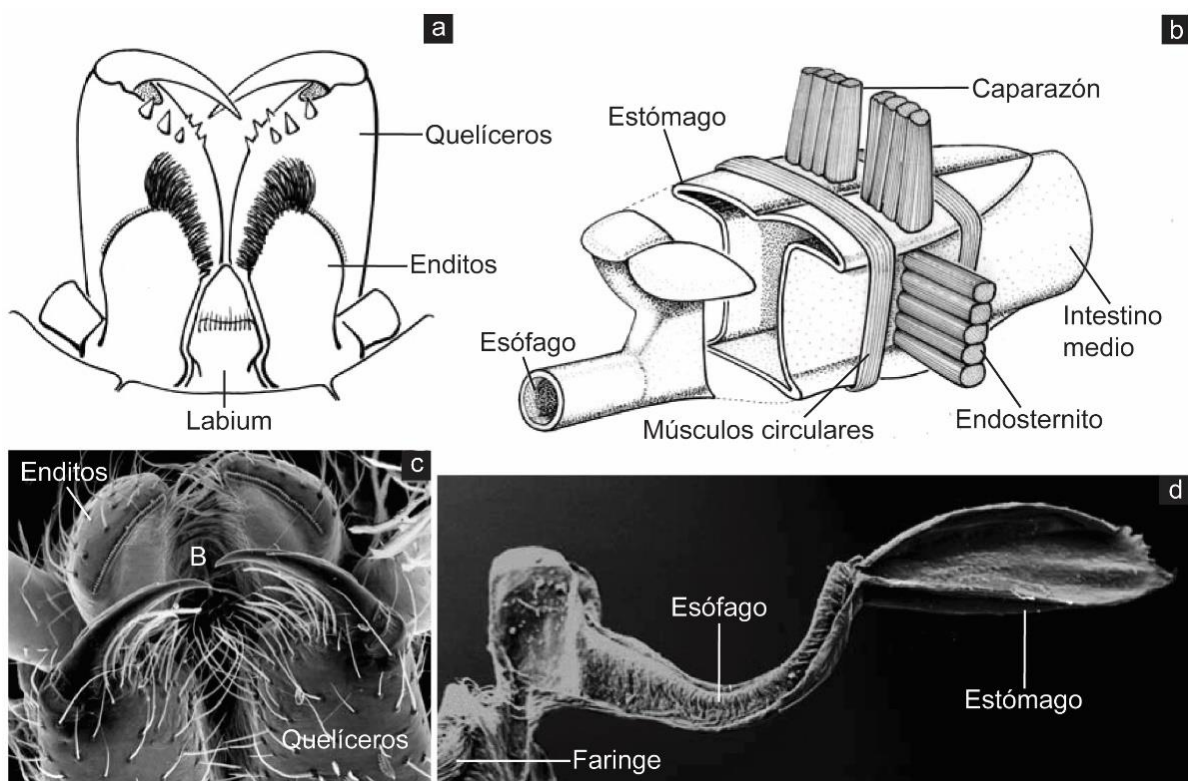 a
Quelíceros
Enditos
Labium
b
Caparazón
Estómago
Esófago
Intestino
medio
Músculos circulares
Endosternito
c
Enditos
B
Quelíceros
d
Esófago
Estómago
Faringe